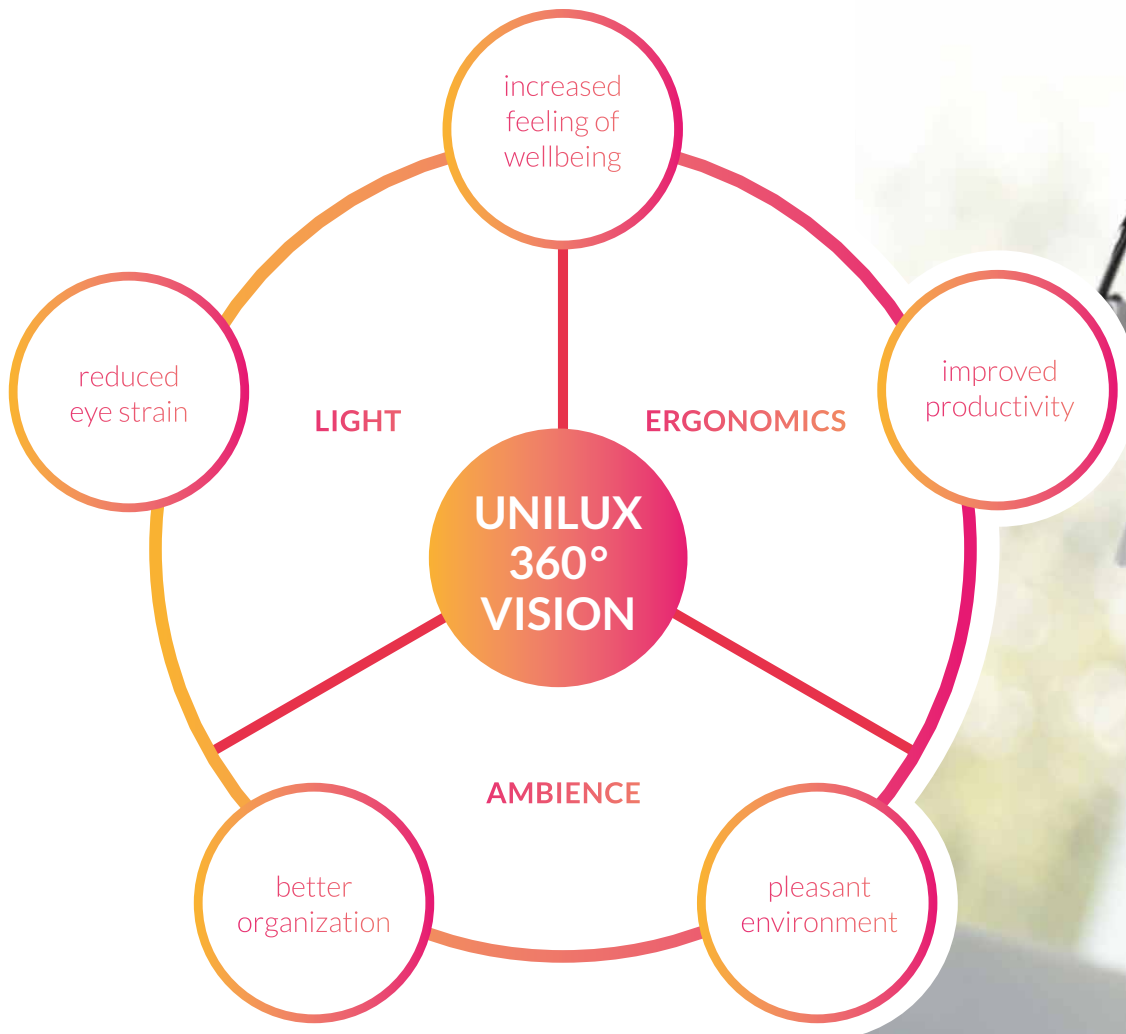 increased
feeling of
wellbeing
reduced
eye strain
improved
productivity
LIGHT
ERGONOMICS
UNILUX
360°
VISION
AMBIENCE
better
organization
pleasant
environment